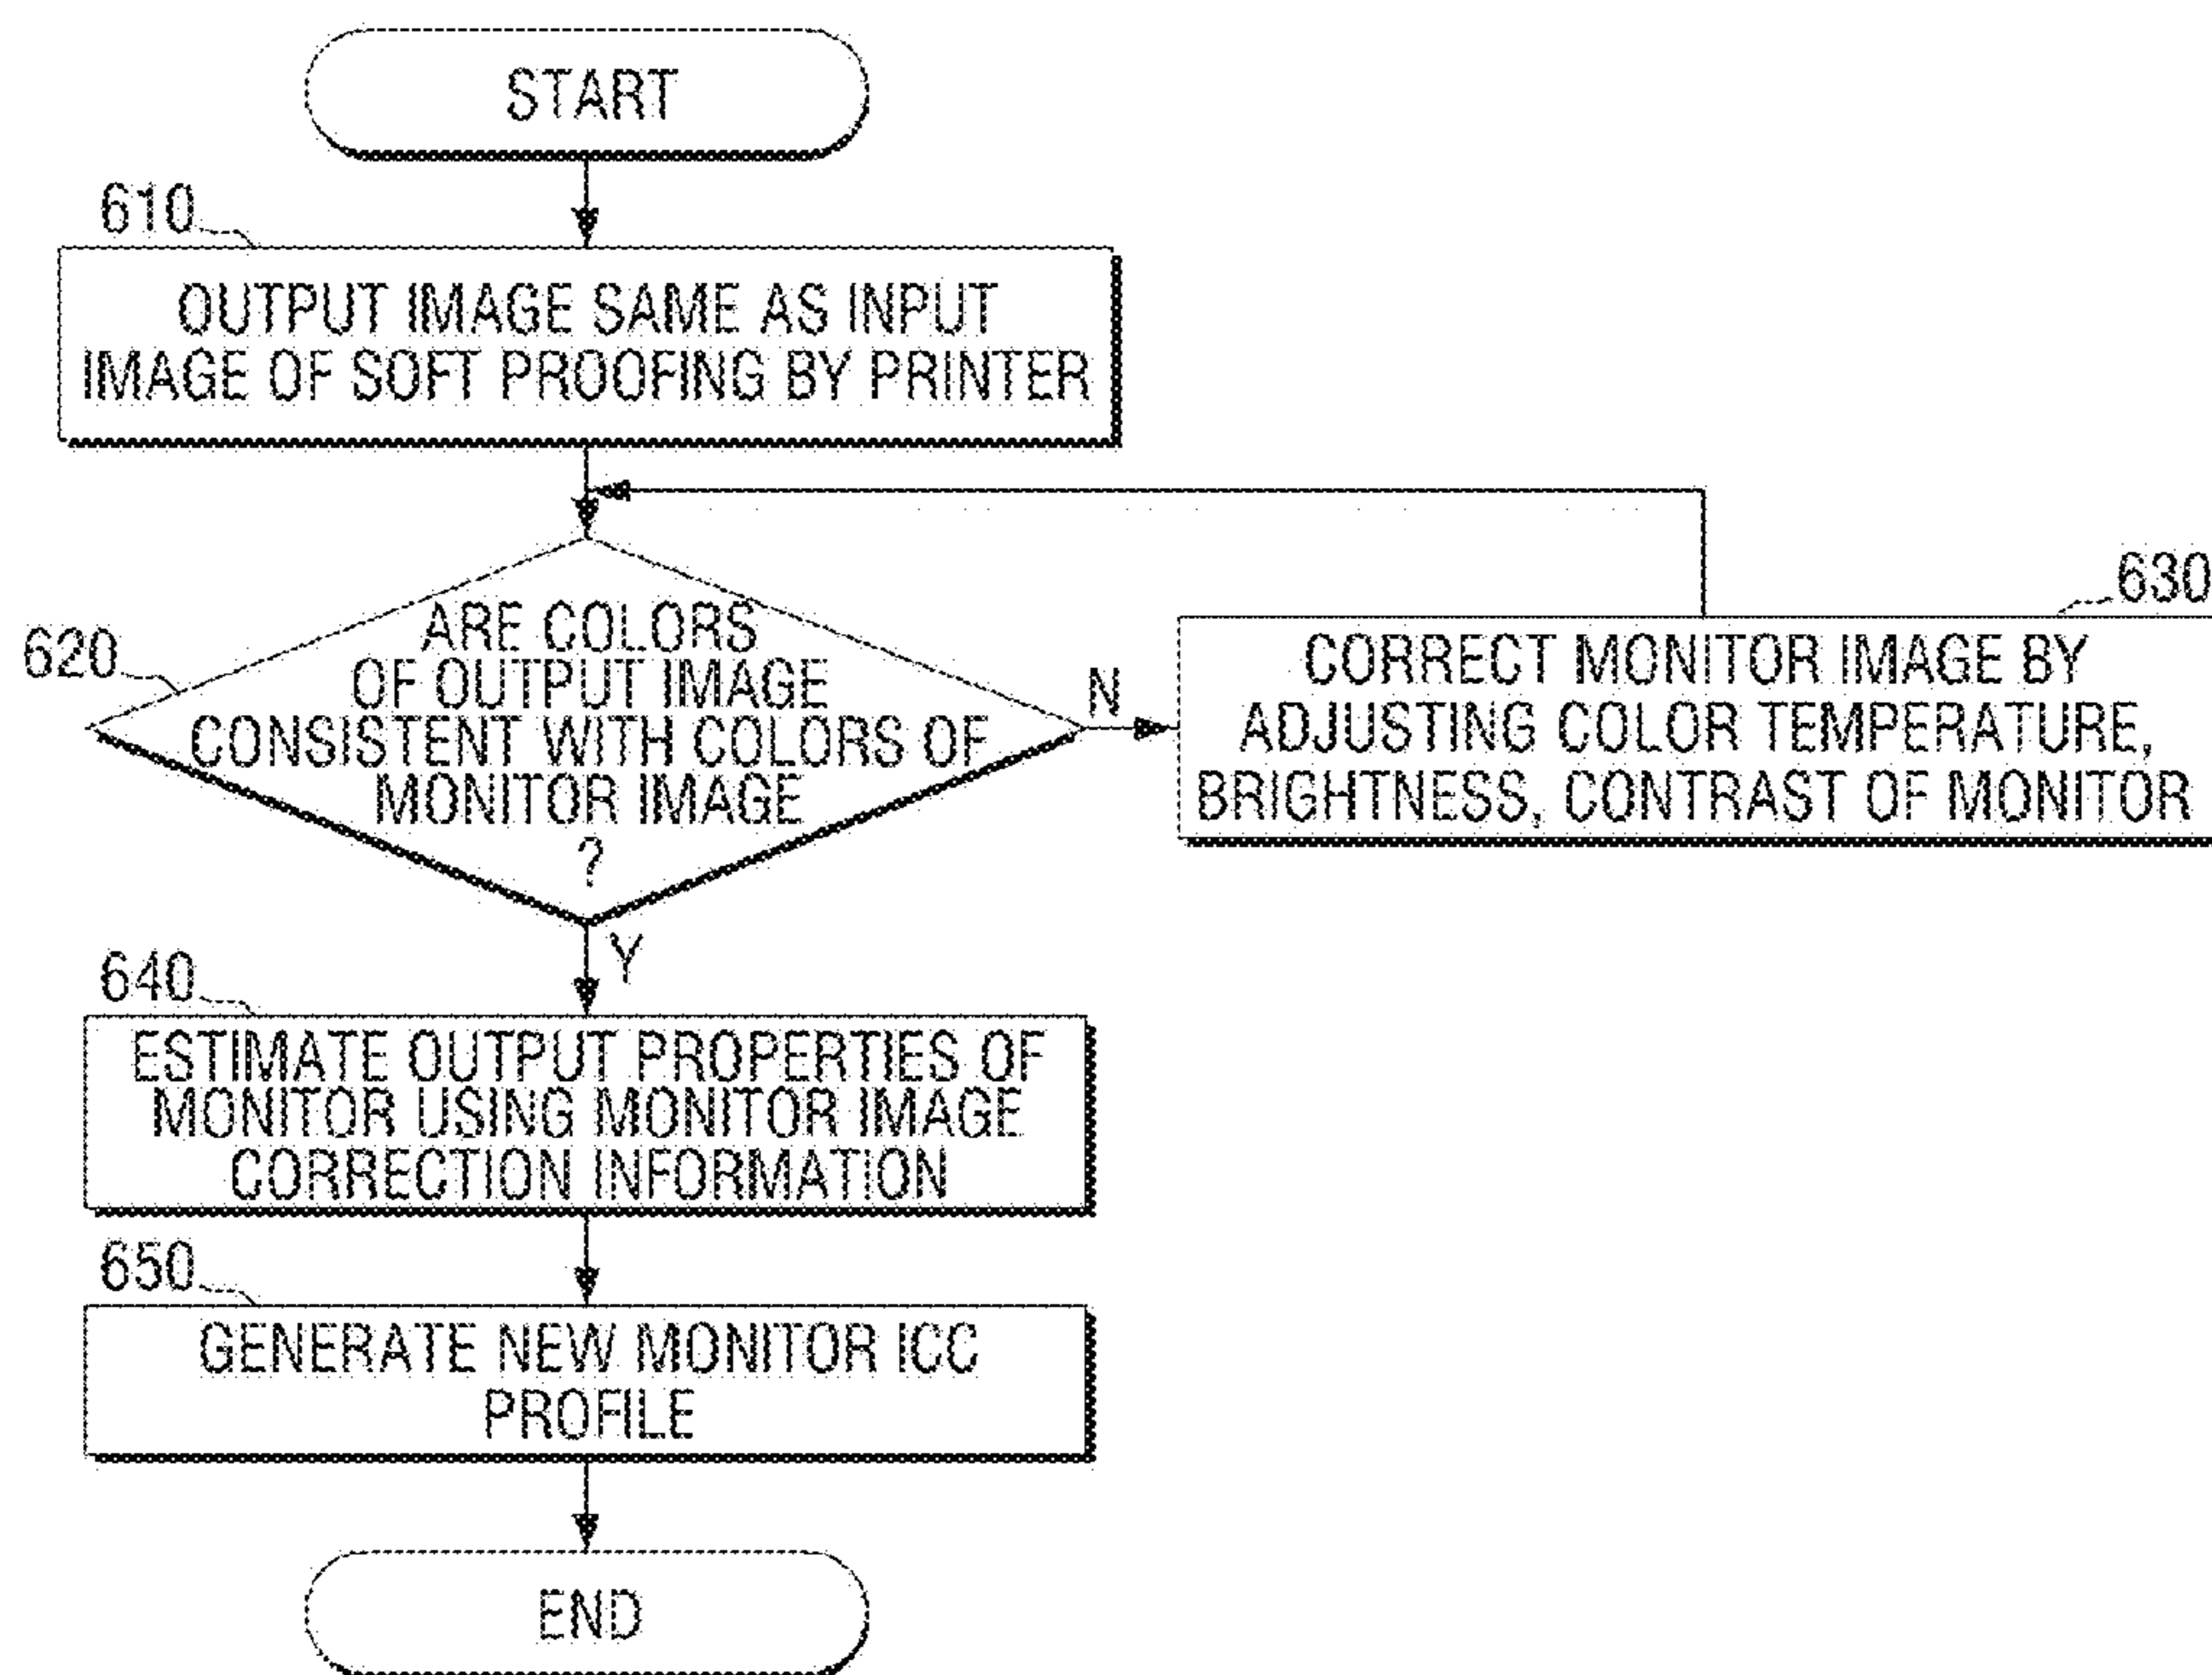 START
610
OUTPUT IMAGE SAME AS INPUT
IMAGE OF SOFT PROOFING BY PRINTER
620
ARE COLORS
OF OUTPUT IMAGE
CONSISTENT WITH COLORS OF
MONITOR IMAGE
?
N
630
CORRECT MONITOR IMAGE BY
ADJUSTING COLOR TEMPERATURE,
BRIGHTNESS, CONTRAST OF MONITOR
Y
640
ESTIMATE OUTPUT PROPERTIES OF
MONITOR USING MONITOR IMAGE
CORRECTION INFORMATION
650
GENERATE NEW MONITOR ICC
PROFILE
END